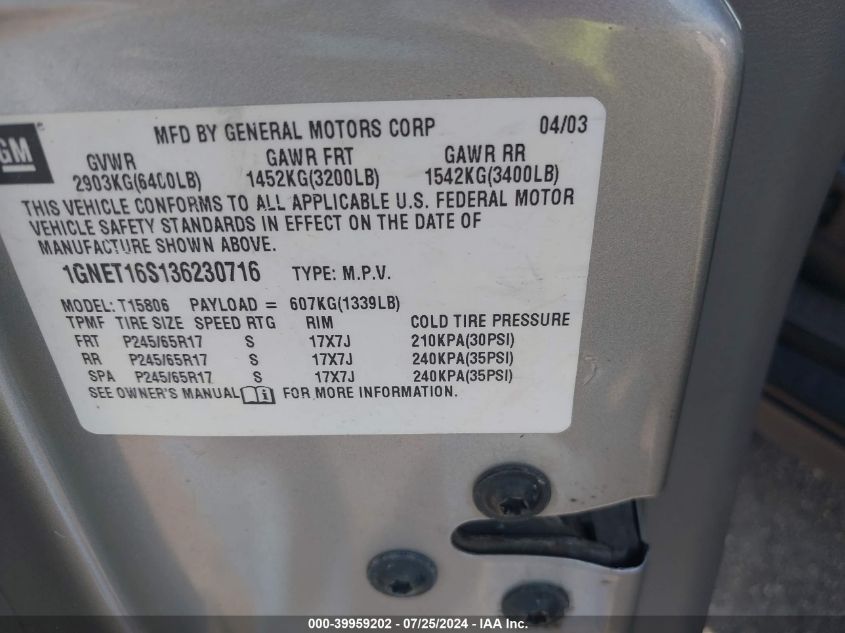 GM
MFD BY GENERAL MOTORS CORP 04/03
GVWR GAWR FRT GAWR RR
2903KG(6400LB) 1452KG(3200LB) 1542KG(3400LB)
THIS VEHICLE CONFORMS TO ALL APPLICABLE U.S. FEDERAL MOTOR
VEHICLE SAFETY STANDARDS IN EFFECT ON THE DATE OF
MANUFACTURE SHOWN ABOVE.
1GNET16S136230716 TYPE: M.P.V.
MODEL: T15806 PAYLOAD = 607KG(1339LB)
TPMF TIRE SIZE SPEED RTG RIM COLD TIRE PRESSURE
FRT P245/65R17 S 17X7J 210KPA(30PSI)
RR P245/65R17 S 17X7J 240KPA(35PSI)
SPA P245/65R17 S 17X7J 240KPA(35PSI)
SEE OWNER'S MANUAL i FOR MORE INFORMATION.
000-39959202 / 07/25/2024 - IAA Inc.